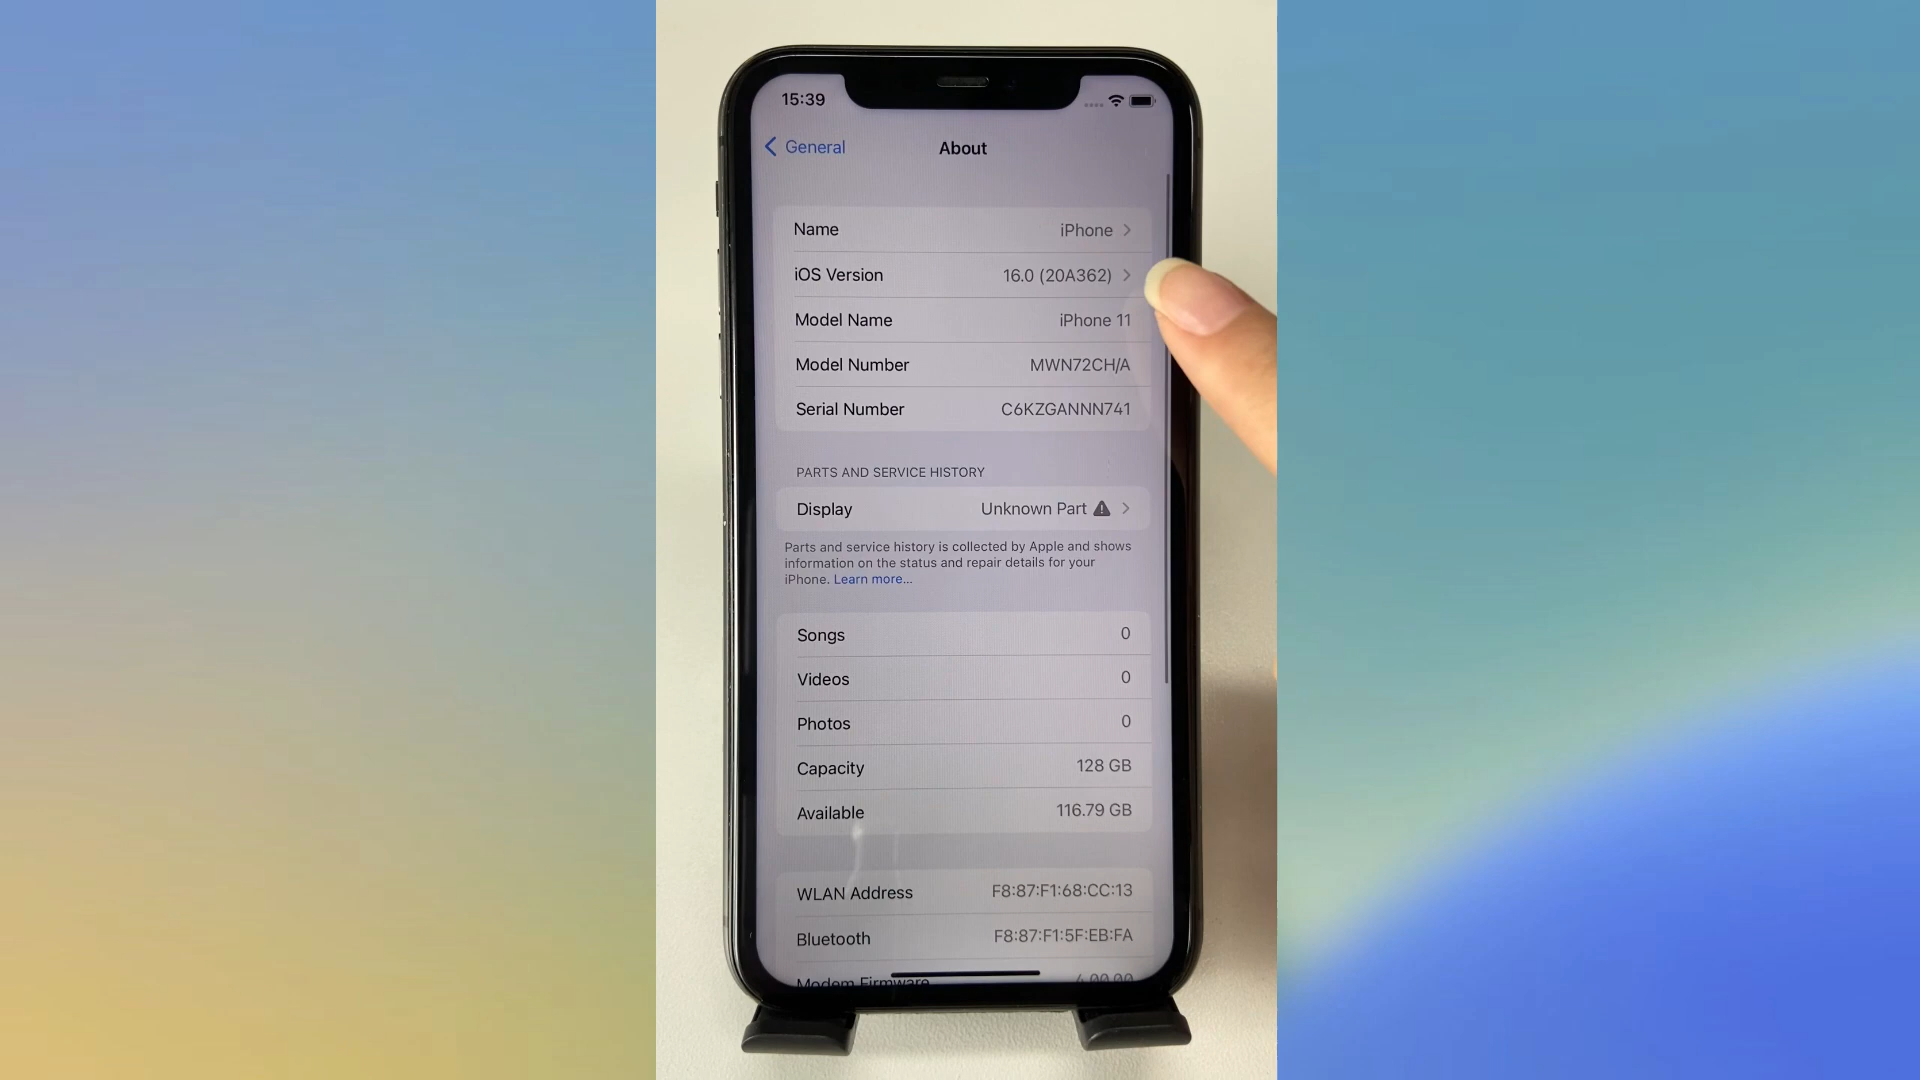 15:39
General
About
Name iPhone
iOS Version 16.0 (20A362)
Model Name iPhone 11
Model Number MWN72CH/A
Serial Number C6KZGANNN741
PARTS AND SERVICE HISTORY
Display Unknown Part
Parts and service history is collected by Apple and shows
information on the status and repair details for your
iPhone. Learn more...
Songs 0
Videos 0
Photos 0
Capacity 128 GB
Available 116.79 GB
WLAN Address F8:87:F1:68:CC:13
Bluetooth F8:87:F1:5F:EB:FA
Modem Firmware 4.00.00